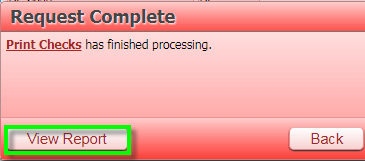 Request Complete
Print Checks has finished processing.
View Report
Back